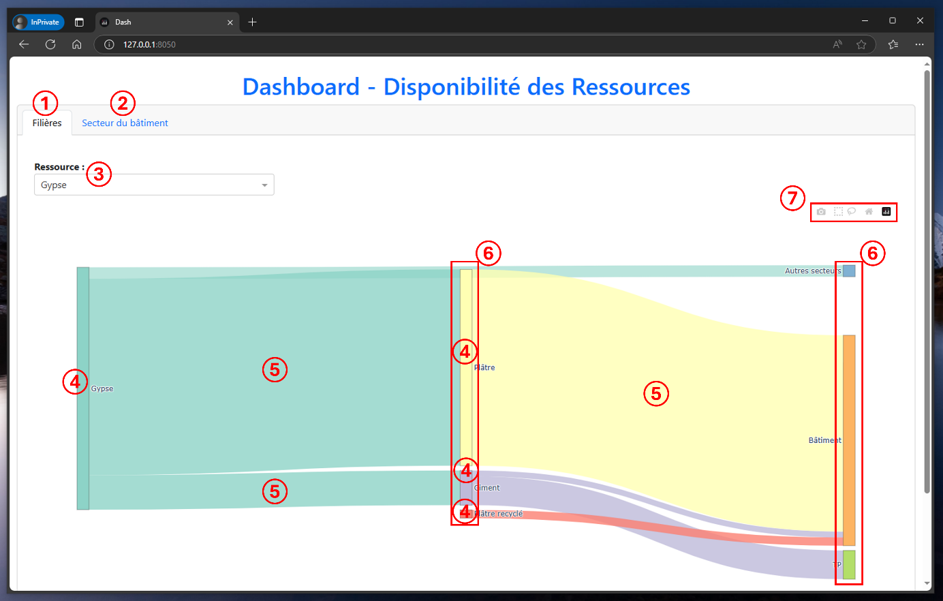 InPrivate
Dash
127.0.0.1:8050
Dashboard - Disponibilité des Ressources
1
2
Filières
Secteur du bâtiment
Ressource :
3
Gypse
7
6
6
Autres secteurs
4
Plâtre
5
4
Gypse
5
Bâtiment
4
Ciment
5
4
Plâtre recyclé
TP